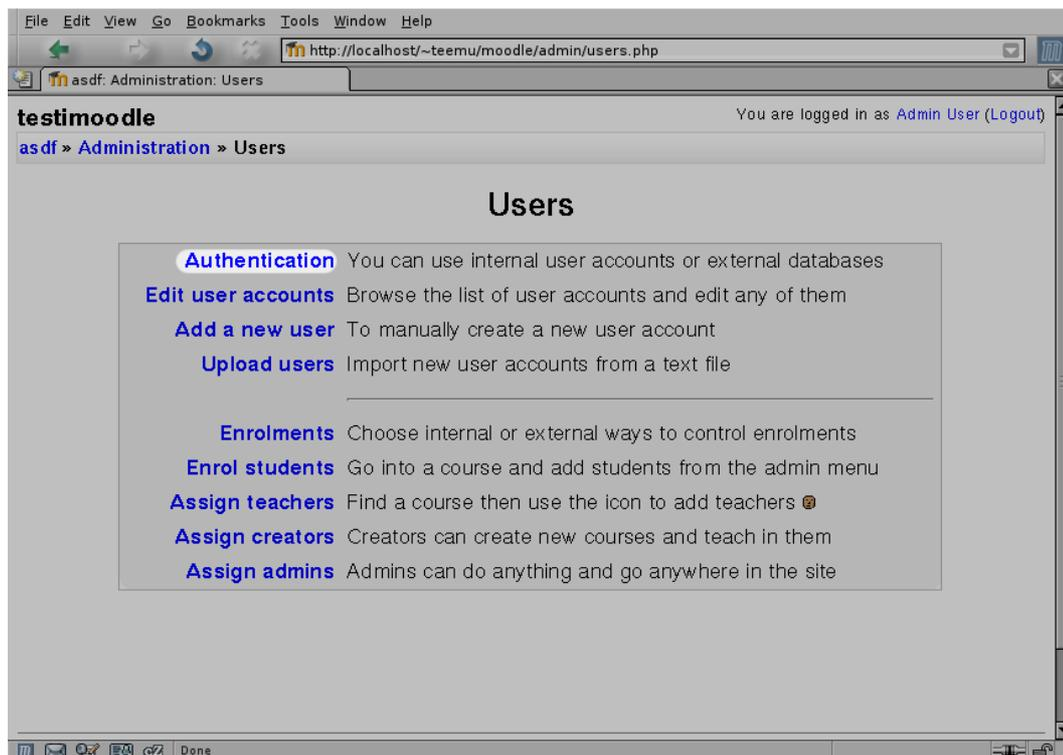 File Edit View Go Bookmarks Tools Window Help
http://localhost/~teemu/moodle/admin/users.php
asdf: Administration: Users
testimoodle
You are logged in as Admin User (Logout)
asdf » Administration » Users
Users
Authentication You can use internal user accounts or external databases
Edit user accounts Browse the list of user accounts and edit any of them
Add a new user To manually create a new user account
Upload users Import new user accounts from a text file
Enrolments Choose internal or external ways to control enrolments
Enrol students Go into a course and add students from the admin menu
Assign teachers Find a course then use the icon to add teachers
Assign creators Creators can create new courses and teach in them
Assign admins Admins can do anything and go anywhere in the site
Done